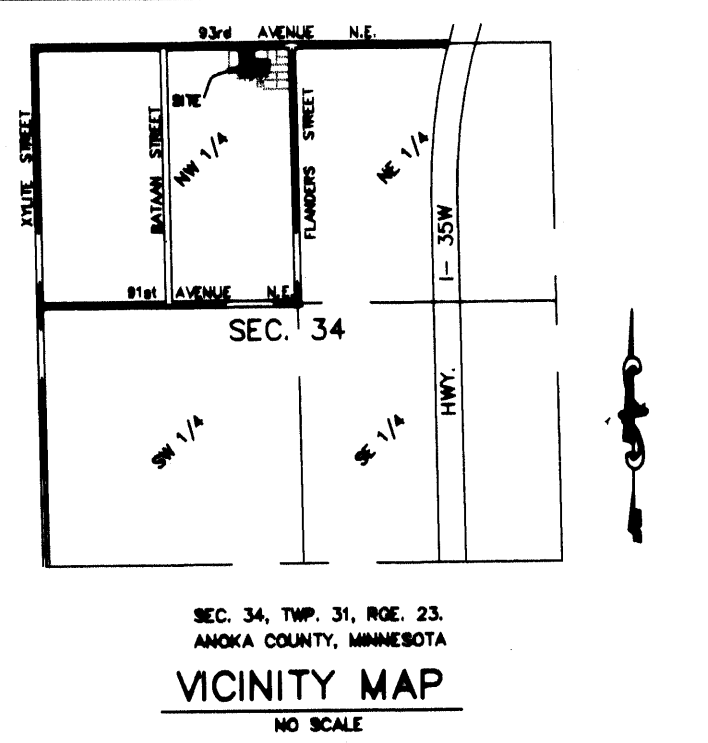 93rd AVENUE N.E.
SITE
XYLITE STREET
BATAAN STREET
NW 1/4
FLANDERS STREET
NE 1/4
I- 35W
91st AVENUE N.E.
SEC. 34
HWY.
SW 1/4
SE 1/4
SEC. 34, TWP. 31, RGE. 23.
ANOKA COUNTY, MINNESOTA
VICINITY MAP
NO SCALE